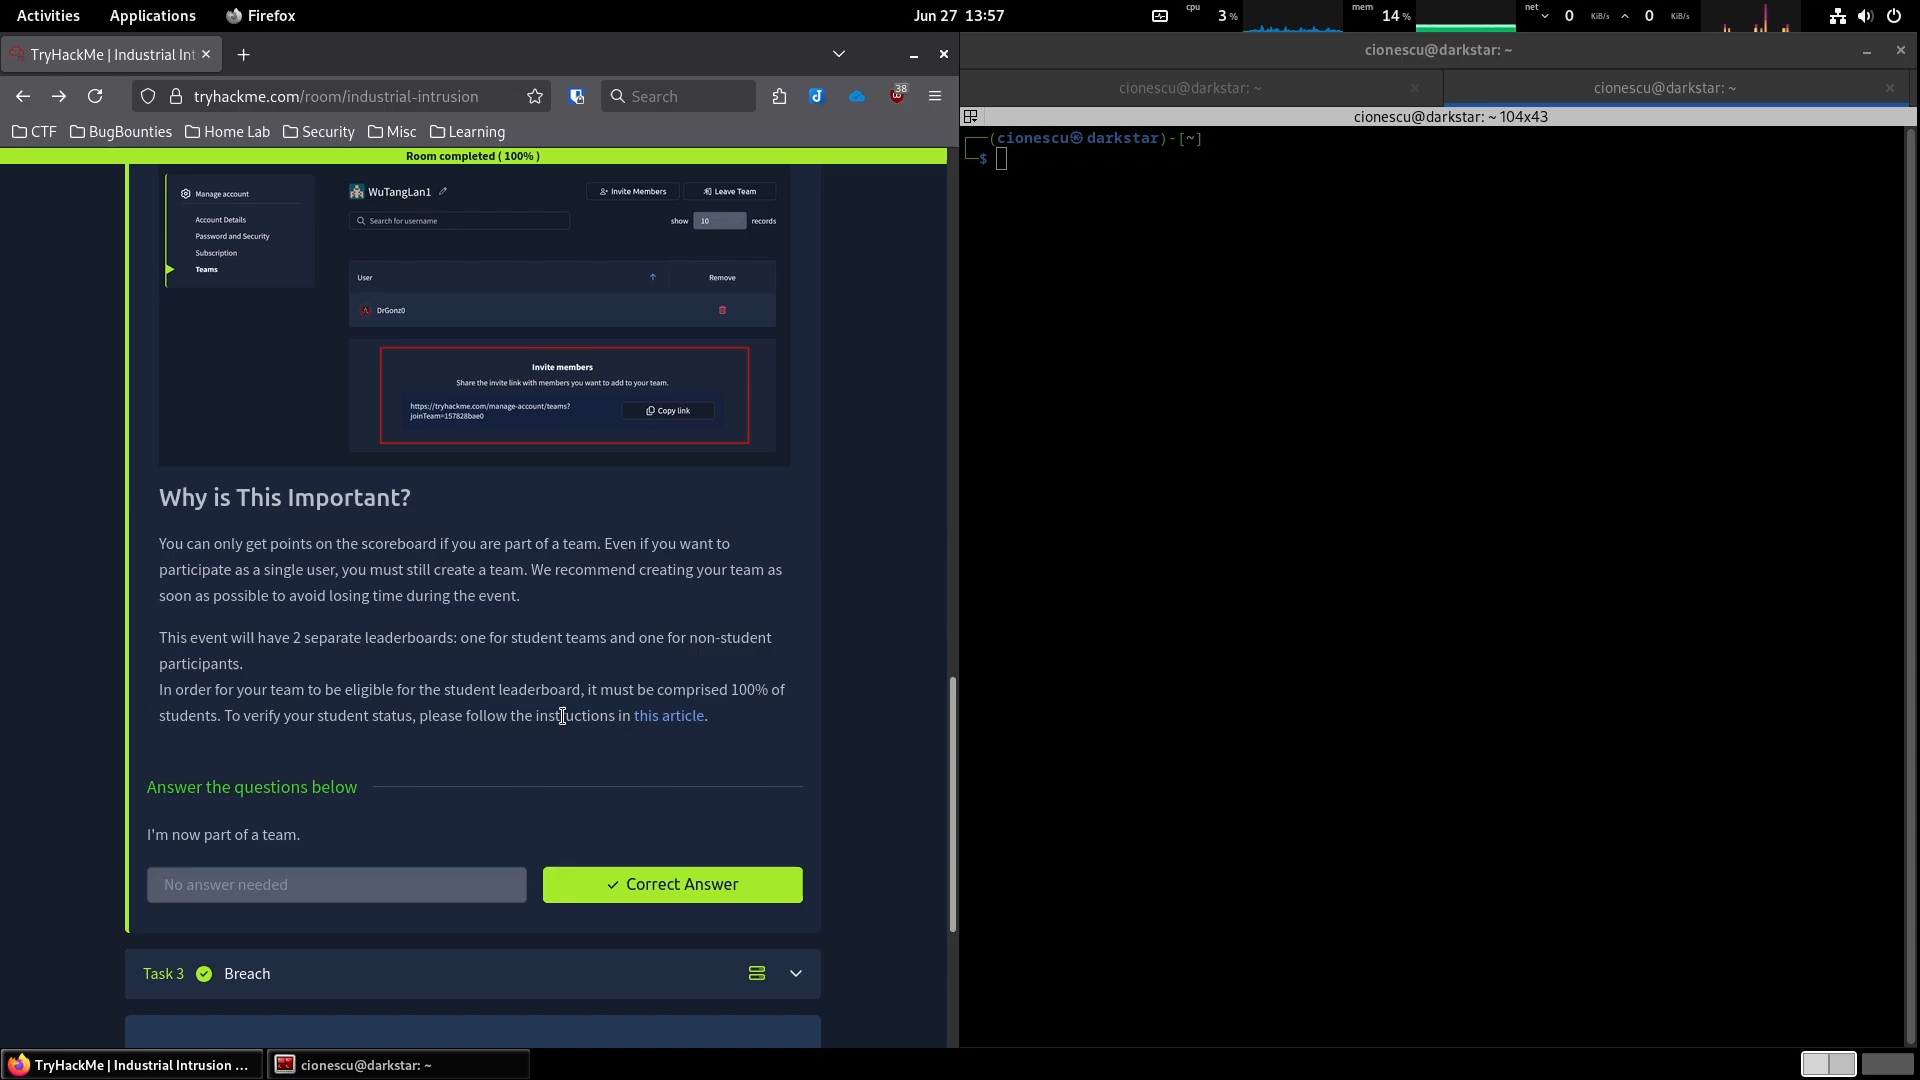 Activities Applications Firefox Jun 27 13:57 cpu 3 % mem 14 % net 0 KiB/s 0 KiB/s
TryHackMe | Industrial Int
tryhackme.com/room/industrial-intrusion Search 38
CTF BugBounties Home Lab Security Misc Learning
Room completed ( 100% )
Manage account
Account Details
Password and Security
Subscription
Teams
WuTangLan1 Invite Members Leave Team
Search for username show 10 records
User Remove
DrGonz0
Invite members
Share the invite link with members you want to add to your team.
https://tryhackme.com/manage-account/teams?
joinTeam=157828bae0
Copy link
Why is This Important?
You can only get points on the scoreboard if you are part of a team. Even if you want to
participate as a single user, you must still create a team. We recommend creating your team as
soon as possible to avoid losing time during the event.
This event will have 2 separate leaderboards: one for student teams and one for non-student
participants.
In order for your team to be eligible for the student leaderboard, it must be comprised 100% of
students. To verify your student status, please follow the instructions in this article.
Answer the questions below
I'm now part of a team.
No answer needed Correct Answer
Task 3 Breach
cionescu@darkstar: ~
cionescu@darkstar: ~ cionescu@darkstar: ~
cionescu@darkstar: ~ 104x43
┌──(cionescu㉿darkstar)-[~]
└─$
TryHackMe | Industrial Intrusion ... cionescu@darkstar: ~